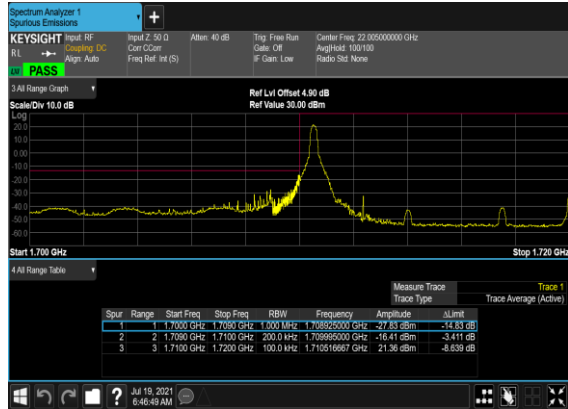 Spectrum Analyzer 1
Spurious Emissions
+
KEYSIGHT Input: RF Input Z: 50 Ω Atten: 40 dB Trig: Free Run Center Freq: 22.005000000 GHz
RL Coupling: DC Corr CCorr Gate: Off Avg|Hold: 100/100
Align: Auto Freq Ref: Int (S) IF Gain: Low Radio Std: None
PASS
3 All Range Graph
Ref Lvl Offset 4.90 dB
Scale/Div 10.0 dB Ref Value 30.00 dBm
Log
20.0
10.0
0.00
-10.0
-20.0
-30.0
-40.0
-50.0
-60.0
Start 1.700 GHz Stop 1.720 GHz
4 All Range Table
Measure Trace Trace 1
Trace Type Trace Average (Active)
Spur Range Start Freq Stop Freq RBW Frequency Amplitude ΔLimit
1 1 1.7000 GHz 1.7090 GHz 1.000 MHz 1.708925000 GHz -27.83 dBm -14.83 dB
2 2 1.7090 GHz 1.7100 GHz 200.0 kHz 1.709995000 GHz -16.41 dBm -3.411 dB
3 3 1.7100 GHz 1.7200 GHz 100.0 kHz 1.710516667 GHz 21.36 dBm -8.639 dB
? Jul 19, 2021
6:46:49 AM